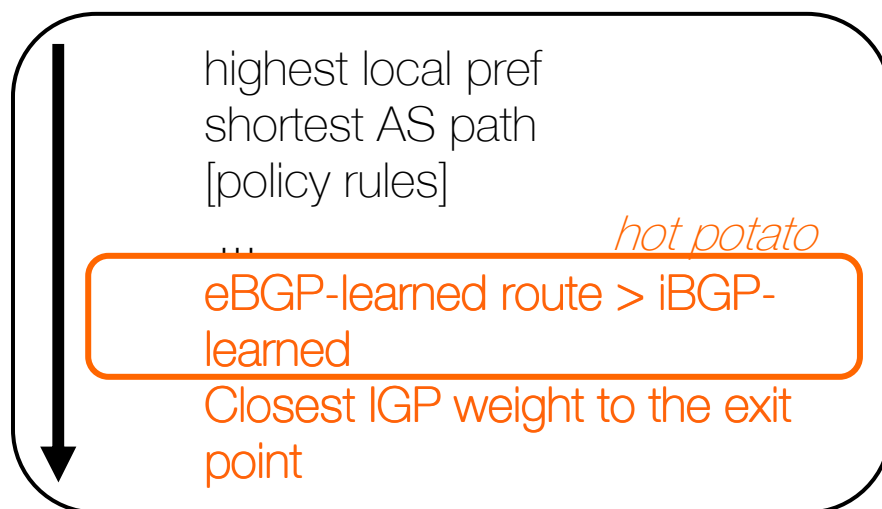 highest local pref
shortest AS path
[policy rules]
...
hot potato
eBGP-learned route > iBGP-
learned
Closest IGP weight to the exit
point